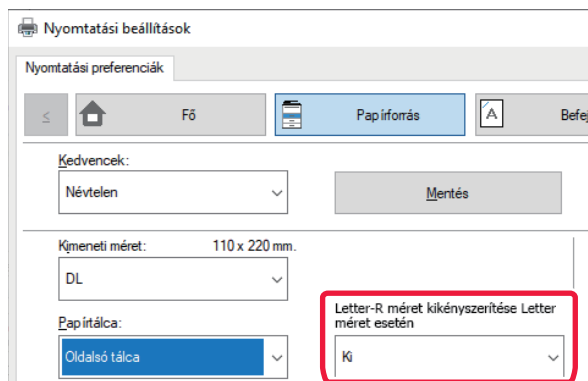 Nyomtatási beállítások
Nyomtatási preferenciák
≤
Fő
Papírforrás
A
Befej
Kedvencek:
Névtelen
Mentés
Kimeneti méret: 110 x 220 mm.
DL
Letter-R méret kikényszerítése Letter
méret esetén
Papírtálca:
Oldalsó tálca
Ki